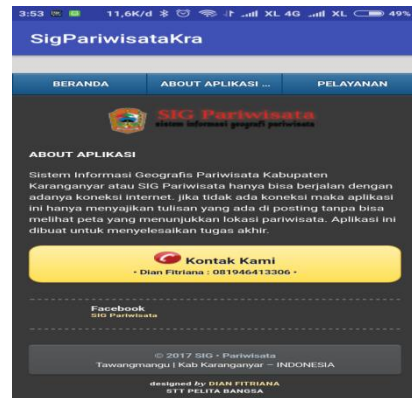 3:53 11,6K/d XL 4G XL 49%
SigPariwisataKra
BERANDA ABOUT APLIKASI ... PELAYANAN
SIG Pariwisata
sistem informasi geografi pariwisata
ABOUT APLIKASI
Sistem Informasi Geografis Pariwisata Kabupaten
Karanganyar atau SIG Pariwisata hanya bisa berjalan dengan
adanya koneksi internet. jika tidak ada koneksi maka aplikasi
ini hanya menyajikan tulisan yang ada di posting tanpa bisa
melihat peta yang menunjukkan lokasi pariwisata. Aplikasi ini
dibuat untuk menyelesaikan tugas akhir.
Kontak Kami
• Dian Fitriana : 081946413306 •
Facebook
SIG Pariwisata
© 2017 SIG • Pariwisata
Tawangmangu | Kab Karanganyar – INDONESIA
designed by DIAN FITRIANA
STT PELITA BANGSA